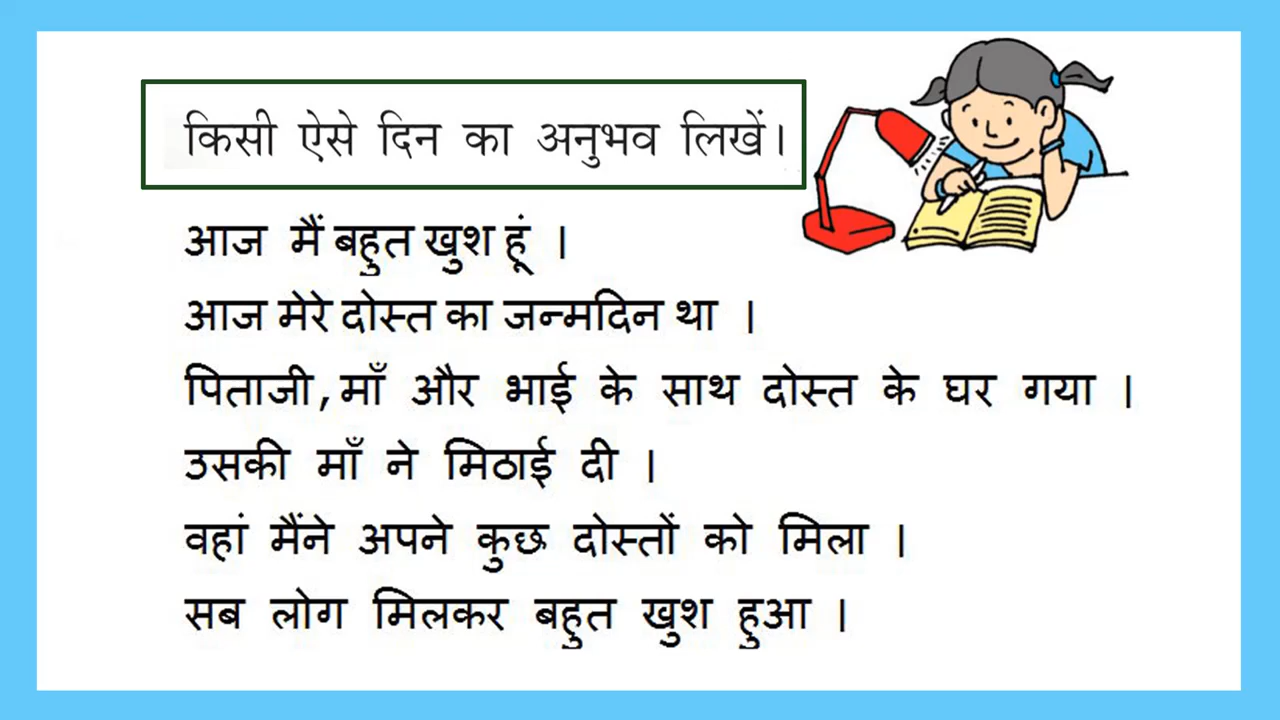 किसी ऐसे दिन का अनुभव लिखें।
आज मैं बहुत खुश हूं ।
आज मेरे दोस्त का जन्मदिन था ।
पिताजी,माँ और भाई के साथ दोस्त के घर गया ।
उसकी माँ ने मिठाई दी ।
वहां मैंने अपने कुछ दोस्तों को मिला ।
सब लोग मिलकर बहुत खुश हुआ ।